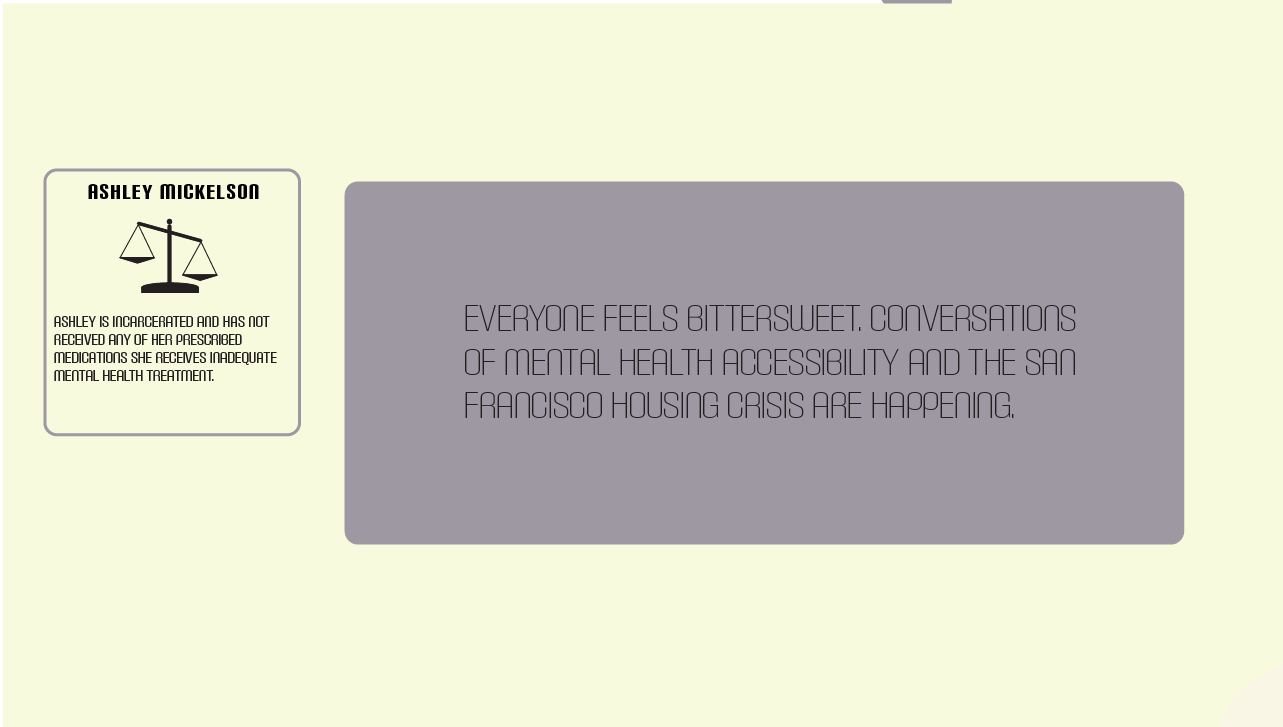 ASHLEY MICKELSON
ASHLEY IS INCARCERATED AND HAS NOT
RECEIVED ANY OF HER PRESCRIBED
MEDICATIONS SHE RECEIVES INADEQUATE
MENTAL HEALTH TREATMENT.
EVERYONE FEELS BITTERSWEET. CONVERSATIONS
OF MENTAL HEALTH ACCESSIBILITY AND THE SAN
FRANCISCO HOUSING CRISIS ARE HAPPENING.